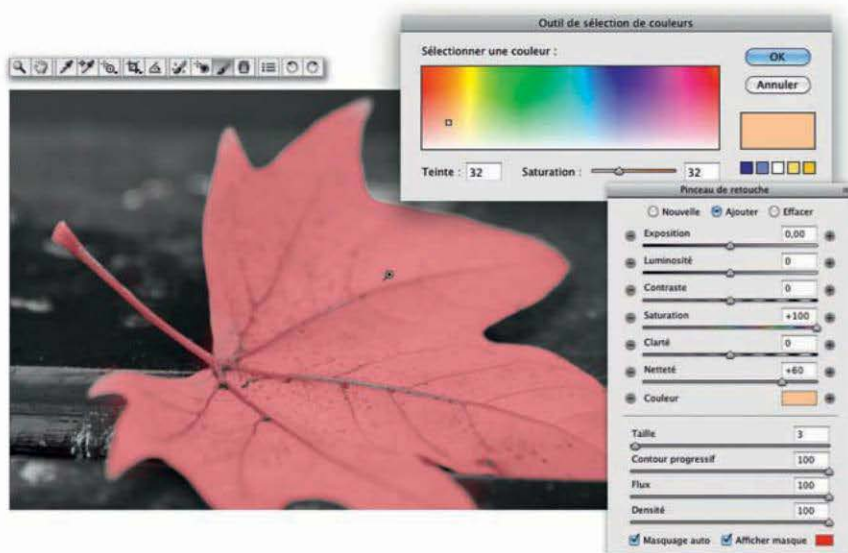 Outil de sélection de couleurs
Sélectionner une couleur :
OK
Annuler
Teinte : 32 Saturation : 32
Pinceau de retouche
Nouvelle Ajouter Effacer
Exposition 0,00
Luminosité 0
Contraste 0
Saturation +100
Clarté 0
Netteté +60
Couleur
Taille 3
Contour progressif 100
Flux 100
Densité 100
Masquage auto Afficher masque